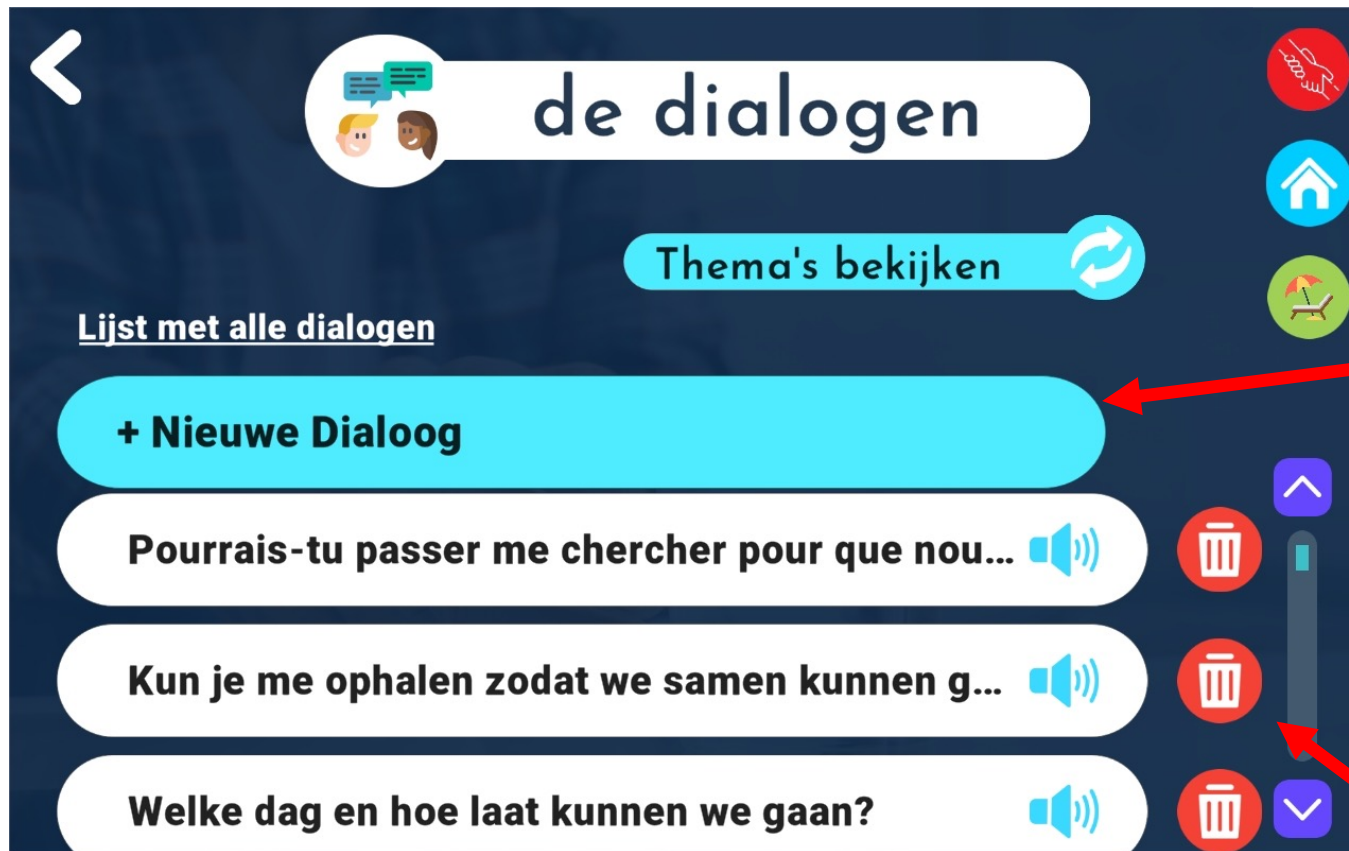 de dialogen
Thema's bekijken
Lijst met alle dialogen
+ Nieuwe Dialoog
Pourrais-tu passer me chercher pour que nou...
Kun je me ophalen zodat we samen kunnen g...
Welke dag en hoe laat kunnen we gaan?